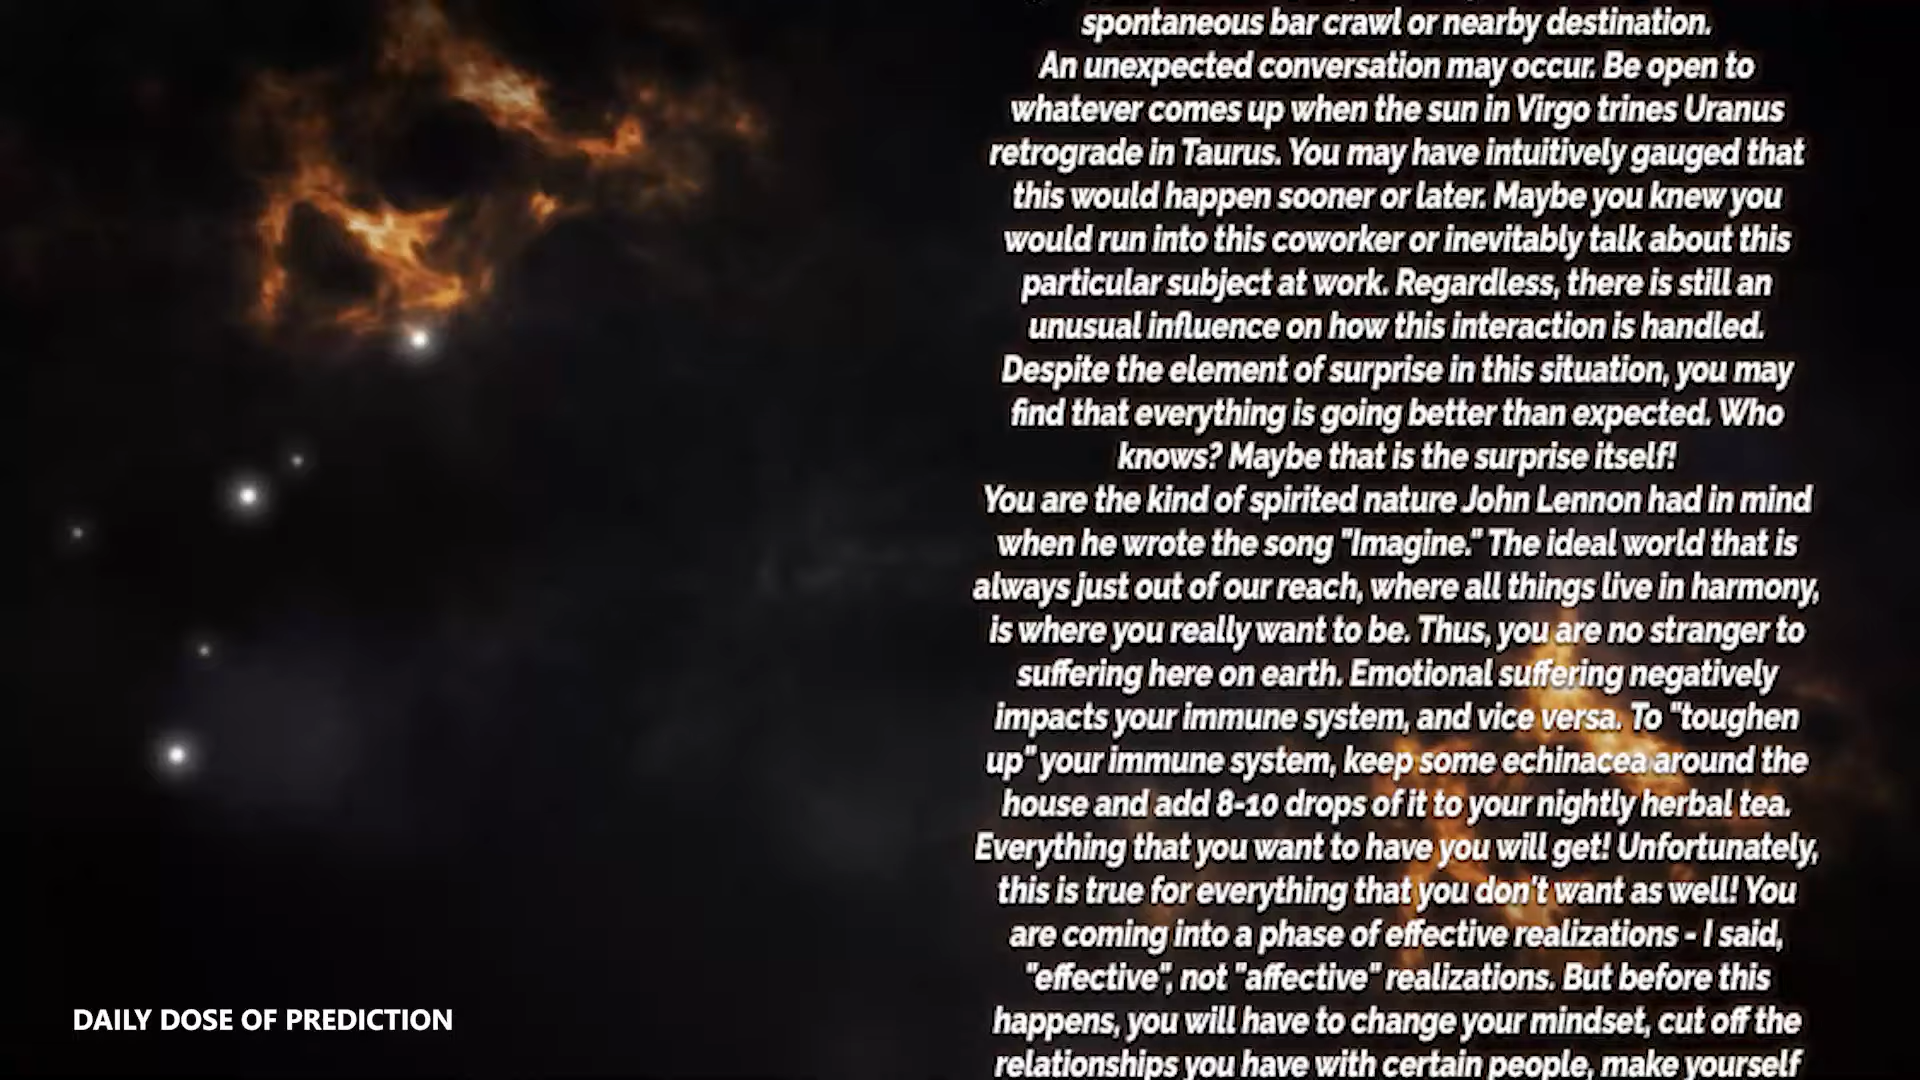 spontaneous bar crawl or nearby destination.
An unexpected conversation may occur. Be open to
whatever comes up when the sun in Virgo trines Uranus
retrograde in Taurus. You may have intuitively gauged that
this would happen sooner or later. Maybe you knew you
would run into this coworker or inevitably talk about this
particular subject at work. Regardless, there is still an
unusual influence on how this interaction is handled.
Despite the element of surprise in this situation, you may
find that everything is going better than expected. Who
knows? Maybe that is the surprise itself!
You are the kind of spirited nature John Lennon had in mind
when he wrote the song "Imagine." The ideal world that is
always just out of our reach, where all things live in harmony,
is where you really want to be. Thus, you are no stranger to
suffering here on earth. Emotional suffering negatively
impacts your immune system, and vice versa. To "toughen
up" your immune system, keep some echinacea around the
house and add 8-10 drops of it to your nightly herbal tea.
Everything that you want to have you will get! Unfortunately,
this is true for everything that you don't want as well! You
are coming into a phase of effective realizations - I said,
"effective", not "affective" realizations. But before this
happens, you will have to change your mindset, cut off the
relationships you have with certain people, make yourself
DAILY DOSE OF PREDICTION